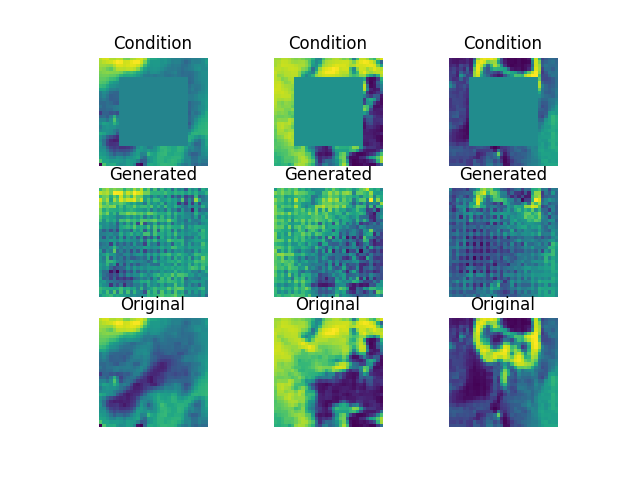 Condition Condition Condition
Generated Generated Generated
Original Original Original